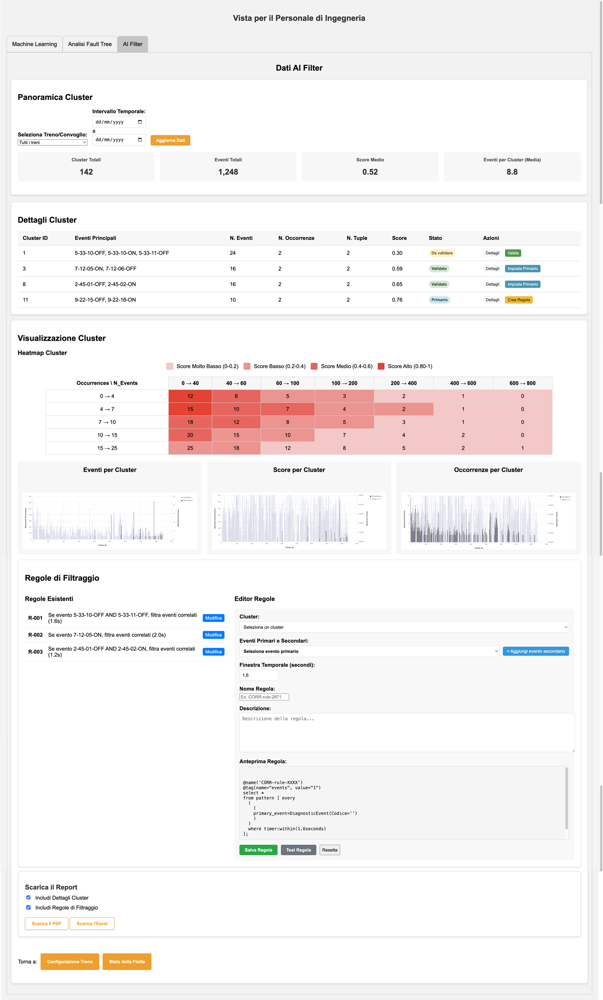 Vista per il Personale di Ingegneria
Machine Learning
Analisi Fault Tree
AI Filter
Dati AI Filter
Panoramica Cluster
Seleziona Treno/Convoglio:
Tutti i treni
Intervallo Temporale:
dd/mm/yyyy
a
dd/mm/yyyy
Aggiorna Dati
Cluster Totali
142
Eventi Totali
1,248
Score Medio
0.52
Eventi per Cluster (Media)
8.8
Dettagli Cluster
Cluster ID Eventi Principali N. Eventi N. Occorrenze N. Tuple Score Stato Azioni
1 5-33-10-OFF, 5-33-10-ON, 5-33-11-OFF 24 2 2 0.30 Da validare Dettagli Valida
3 7-12-05-ON, 7-12-06-OFF 16 2 2 0.59 Validato Dettagli Imposta Primario
8 2-45-01-OFF, 2-45-02-ON 16 2 2 0.65 Validato Dettagli Imposta Primario
11 9-22-15-OFF, 9-22-16-ON 10 2 2 0.76 Primario Dettagli Crea Regola
Visualizzazione Cluster
Heatmap Cluster
Score Molto Basso (0-0.2) Score Basso (0.2-0.4) Score Medio (0.4-0.6) Score Alto (0.80-1)
Occurrences \ N_Events 0 → 40 40 → 60 60 → 100 100 → 200 200 → 400 400 → 600 600 → 800
0 → 4 12 8 5 3 2 1 0
4 → 7 15 10 7 4 2 1 0
7 → 10 18 12 8 5 3 1 0
10 → 15 20 15 10 7 4 2 0
15 → 25 25 18 12 8 5 2 1
Eventi per Cluster
Cluster_ID
Score per Cluster
Cluster_ID
Occorrenze per Cluster
Cluster_ID
Regole di Filtraggio
Regole Esistenti
R-001 Se evento 5-33-10-OFF AND 5-33-11-OFF, filtra eventi correlati
(1.6s)
Modifica
R-002 Se evento 7-12-05-ON, filtra eventi correlati (2.0s)
Modifica
R-003 Se evento 2-45-01-OFF AND 2-45-02-ON, filtra eventi correlati
(1.2s)
Modifica
Editor Regole
Cluster:
Seleziona un cluster
Eventi Primari e Secondari:
Seleziona evento primario
+ Aggiungi evento secondario
Finestra Temporale (secondi):
1,6
Nome Regola:
Es: CORR-rule-2871
Descrizione:
Descrizione della regola...
Anteprima Regola:
@name('CORR-rule-XXXX')
@tag(name="events", value="1")
select *
from pattern [ every
(
(
primary_event=DiagnosticEvent(Codice='')
)
)
where timer:within(1.6seconds)
];
Salva Regola
Test Regola
Resetta
Scarica il Report
Includi Dettagli Cluster
Includi Regole di Filtraggio
Scarica il PDF
Scarica l'Excel
Torna a:
Configurazione Treno
Stato della Flotta